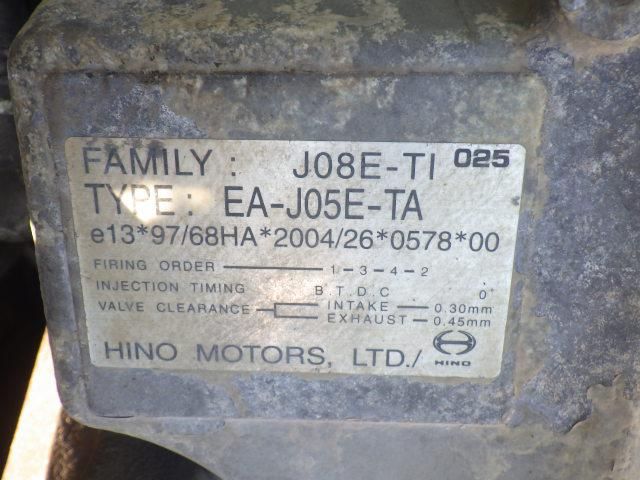 FAMILY : J08E-TI 025
TYPE : EA-J05E-TA
e13*97/68HA*2004/26*0578*00
FIRING ORDER 1-3-4-2
INJECTION TIMING B.T.D.C 0°
VALVE CLEARANCE INTAKE 0.30mm
EXHAUST 0.45mm
HINO MOTORS, LTD./ HINO